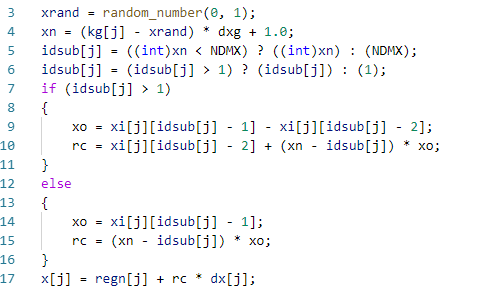 3 xrand = random_number(0, 1);
4 xn = (kg[j] - xrand) * dxg + 1.0;
5 idsub[j] = ((int)xn < NDMX) ? ((int)xn) : (NDMX);
6 idsub[j] = (idsub[j] > 1) ? (idsub[j]) : (1);
7 if (idsub[j] > 1)
8 {
9     xo = xi[j][idsub[j] - 1] - xi[j][idsub[j] - 2];
10     rc = xi[j][idsub[j] - 2] + (xn - idsub[j]) * xo;
11 }
12 else
13 {
14     xo = xi[j][idsub[j] - 1];
15     rc = (xn - idsub[j]) * xo;
16 }
17 x[j] = regn[j] + rc * dx[j];